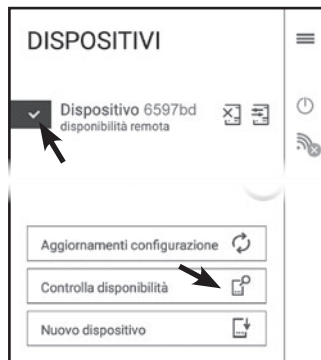 DISPOSITIVI
Dispositivo 6597bd
disponibilità remota
Aggiornamenti configurazione
Controlla disponibilità
Nuovo dispositivo